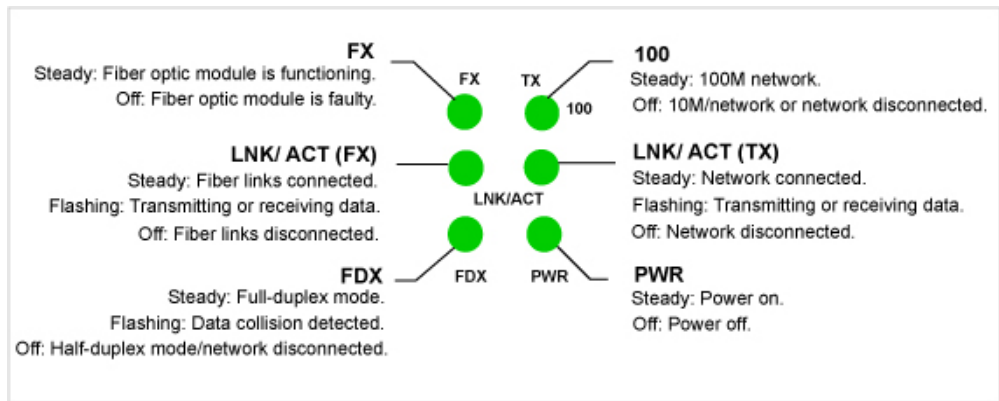 FX
Steady: Fiber optic module is functioning.
Off: Fiber optic module is faulty.
LNK/ ACT (FX)
Steady: Fiber links connected.
Flashing: Transmitting or receiving data.
Off: Fiber links disconnected.
FDX
Steady: Full-duplex mode.
Flashing: Data collision detected.
Off: Half-duplex mode/network disconnected.
FX TX
100
LNK/ACT
FDX PWR
100
Steady: 100M network.
Off: 10M/network or network disconnected.
LNK/ ACT (TX)
Steady: Network connected.
Flashing: Transmitting or receiving data.
Off: Network disconnected.
PWR
Steady: Power on.
Off: Power off.